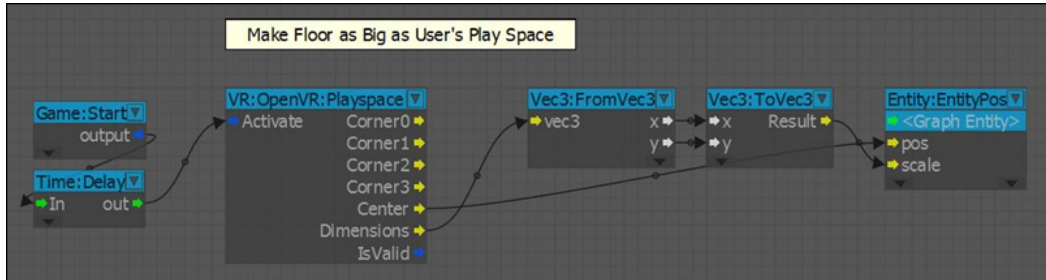 Make Floor as Big as User's Play Space
Game:Start
output
Time:Delay
In out
VR:OpenVR:Playspace
Activate Corner0
Corner1
Corner2
Corner3
Center
Dimensions
IsValid
Vec3:FromVec3
vec3 x
y
Vec3:ToVec3
x Result
y
Entity:EntityPos
<Graph Entity>
pos
scale